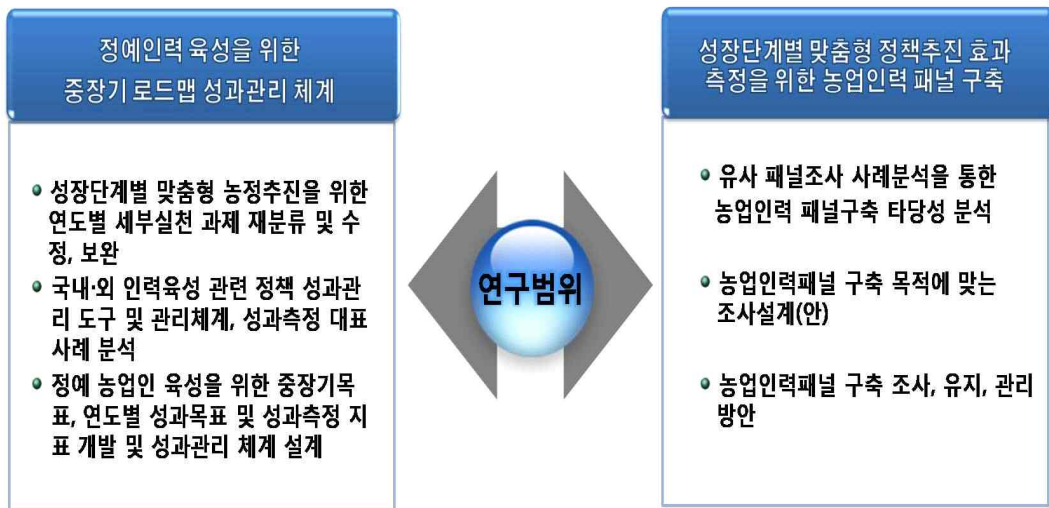 정예인력 육성을 위한
중장기 로드맵 성과관리 체계
• 성장단계별 맞춤형 농정추진을 위한
연도별 세부실천 과제 재분류 및 수
정, 보완
• 국내·외 인력육성 관련 정책 성과관
리 도구 및 관리체계, 성과측정 대표
사례 분석
• 정예 농업인 육성을 위한 중장기목
표, 연도별 성과목표 및 성과측정 지
표 개발 및 성과관리 체계 설계
연구범위
성장단계별 맞춤형 정책추진 효과
측정을 위한 농업인력 패널 구축
• 유사 패널조사 사례분석을 통한
농업인력 패널구축 타당성 분석
• 농업인력패널 구축 목적에 맞는
조사설계(안)
• 농업인력패널 구축 조사, 유지, 관리
방안